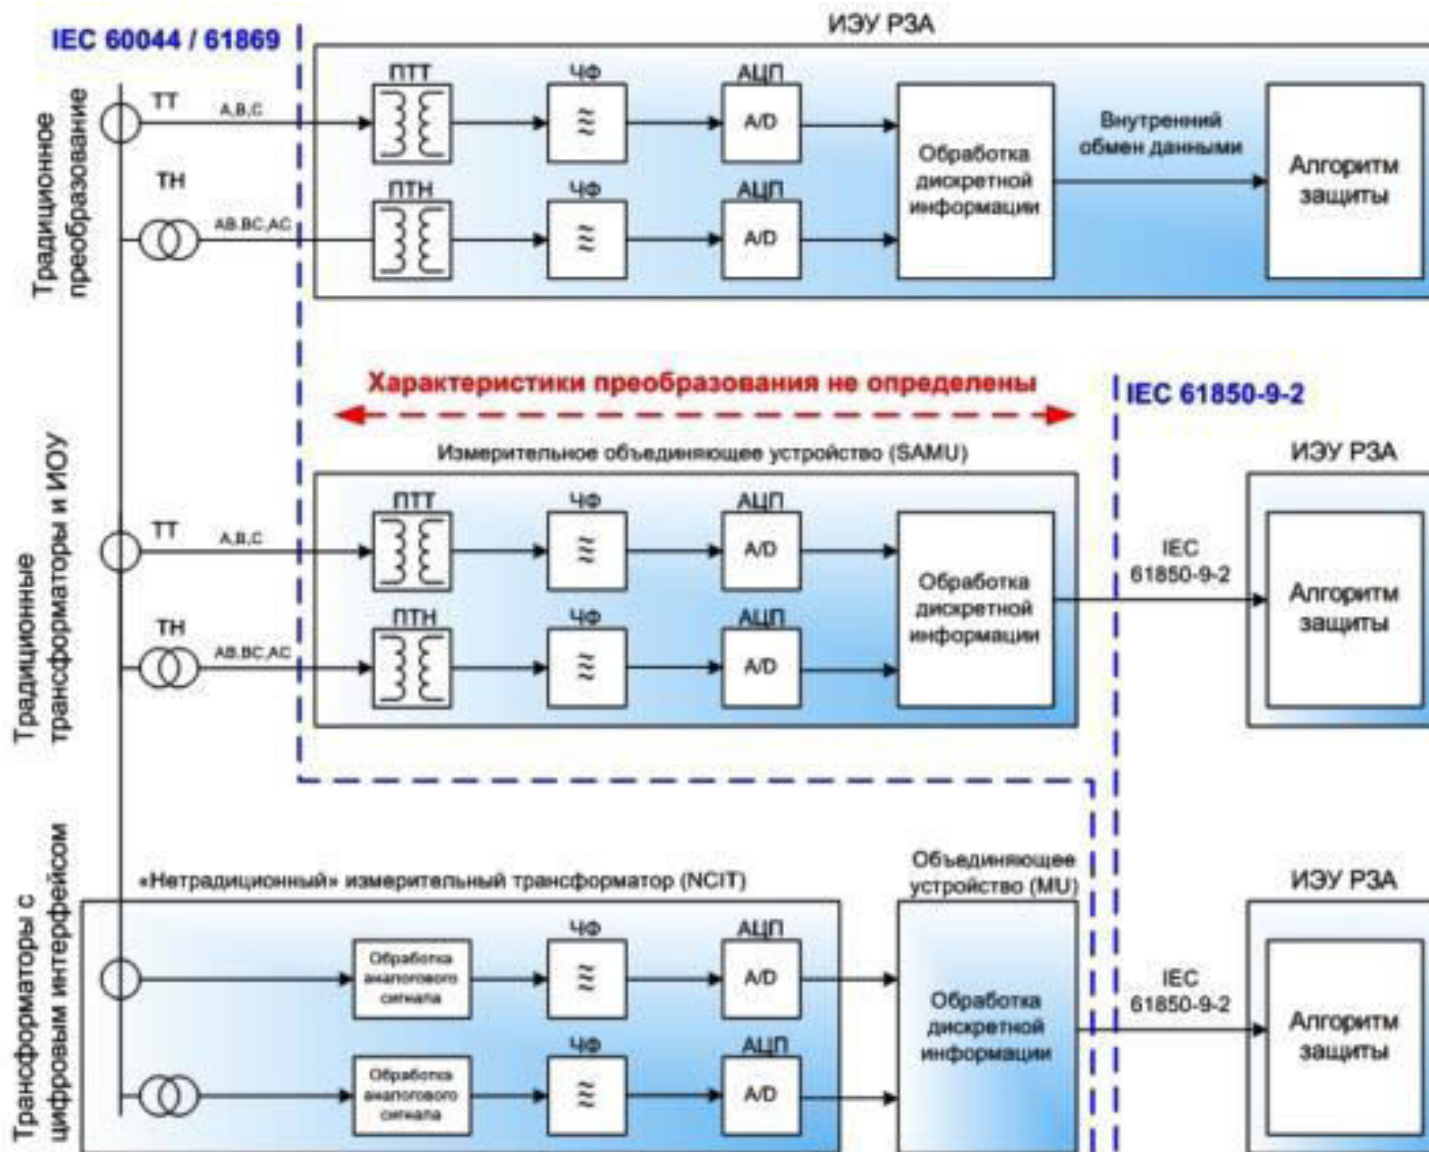 IEC 60044 / 61869
ИЭУ РЗА
Традиционное
преобразование
ТТ
A,B,C
ПТТ
ЧФ
АЦП
A/D
ТН
AB.BC,AC
ПТН
ЧФ
АЦП
A/D
Обработка
дискретной
информации
Внутренний
обмен данными
Алгоритм
защиты
Характеристики преобразования не определены
IEC 61850-9-2
Традиционные
трансформаторы и ИОУ
Измерительное объединяющее устройство (SAMU)
ИЭУ РЗА
ТТ
A,B,C
ПТТ
ЧФ
АЦП
A/D
ТН
AB.BC,AC
ПТН
ЧФ
АЦП
A/D
Обработка
дискретной
информации
IEC
61850-9-2
Алгоритм
защиты
Трансформаторы с
цифровым интерфейсом
«Нетрадиционный» измерительный трансформатор (NCIT)
Объединяющее
устройство (MU)
ИЭУ РЗА
Обработка
аналогового
сигнала
ЧФ
АЦП
A/D
Обработка
аналогового
сигнала
ЧФ
АЦП
A/D
Обработка
дискретной
информации
IEC
61850-9-2
Алгоритм
защиты